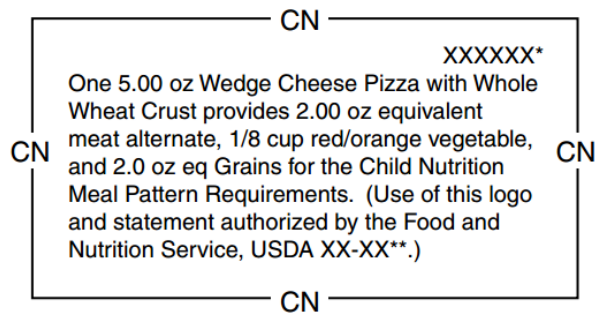 CN
XXXXXX*
One 5.00 oz Wedge Cheese Pizza with Whole
Wheat Crust provides 2.00 oz equivalent
meat alternate, 1/8 cup red/orange vegetable,
CN
CN
and 2.0 oz eq Grains for the Child Nutrition
Meal Pattern Requirements. (Use of this logo
and statement authorized by the Food and
Nutrition Service, USDA XX-XX**.)
CN